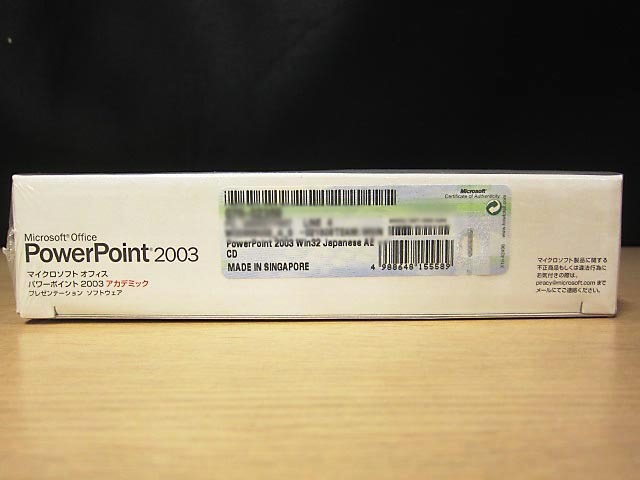 Microsoft® Office
PowerPoint® 2003
マイクロソフト オフィス
パワーポイント 2003 アカデミック
プレゼンテーション ソフトウェア
Microsoft®
Certificate of Authenticity
PowerPoint 2003 Win32 Japanese AE
CD
MADE IN SINGAPORE
4 988648 155589
マイクロソフト製品に関する
不正商品もしくは違法行為に
お気付きの際は、
piracy@microsoft.com まで
メールにてご連絡ください。